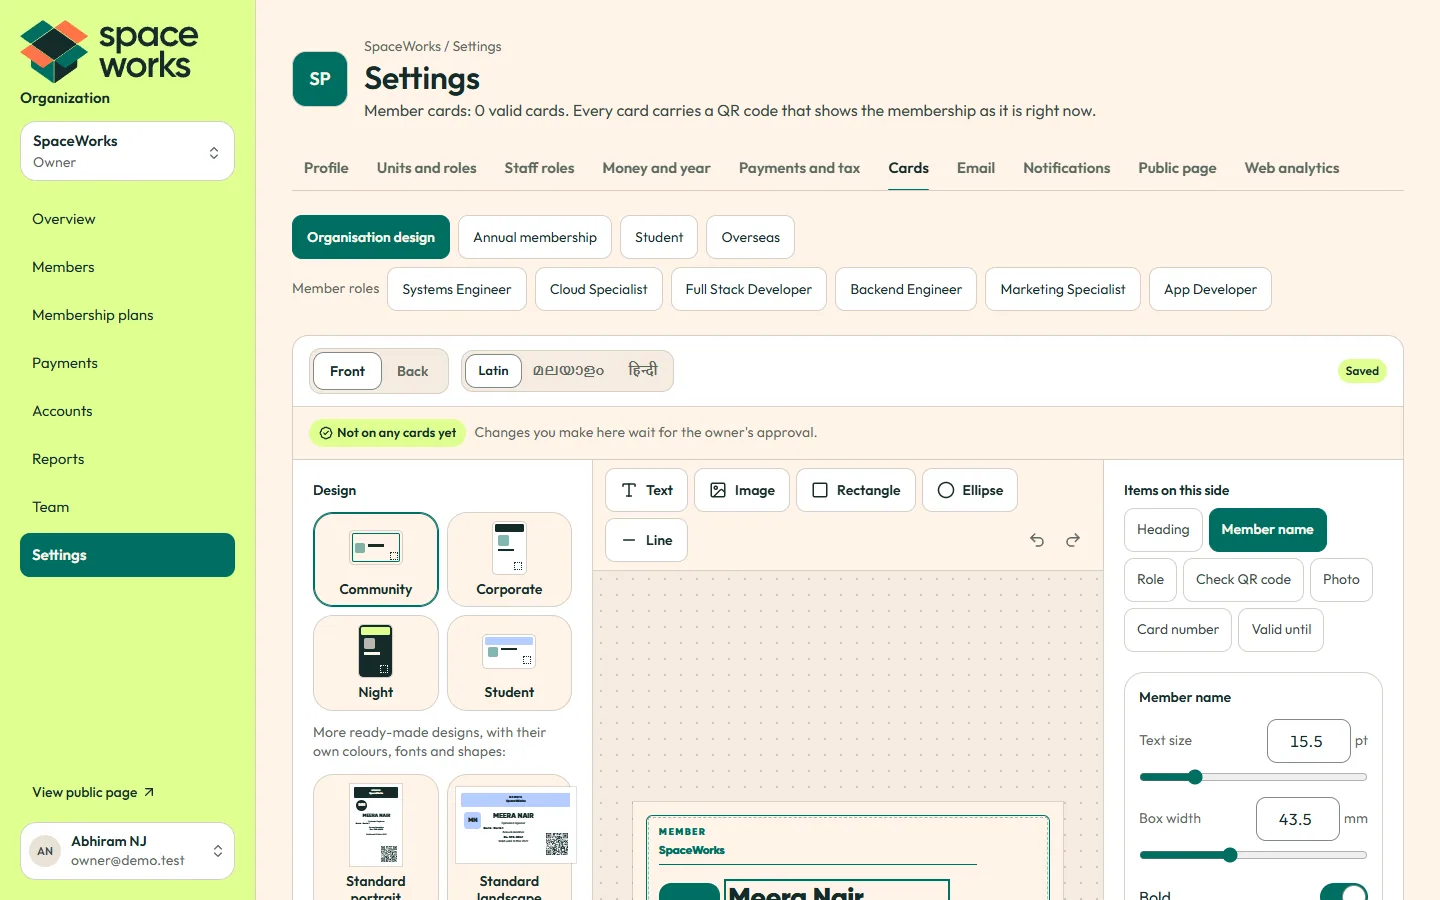 space
works
Organization
SpaceWorks
Owner
Overview
Members
Membership plans
Payments
Accounts
Reports
Team
Settings
View public page
AN
Abhiram NJ
owner@demo.test
SP
SpaceWorks / Settings
Settings
Member cards: 0 valid cards. Every card carries a QR code that shows the membership as it is right now.
Profile
Units and roles
Staff roles
Money and year
Payments and tax
Cards
Email
Notifications
Public page
Web analytics
Organisation design
Annual membership
Student
Overseas
Member roles
Systems Engineer
Cloud Specialist
Full Stack Developer
Backend Engineer
Marketing Specialist
App Developer
Front
Back
Latin
മലയാളം
हिन्दी
Saved
Not on any cards yet
Changes you make here wait for the owner's approval.
Design
Community
Corporate
Night
Student
More ready-made designs, with their
own colours, fonts and shapes:
MEERA NAIR
MN
MEERA NAIR
Standard
portrait
Standard
landscape
Text
Image
Rectangle
Ellipse
Line
MEMBER
SpaceWorks
Meera Nair
Items on this side
Heading
Member name
Role
Check QR code
Photo
Card number
Valid until
Member name
Text size
15.5
pt
Box width
43.5
mm
Bold